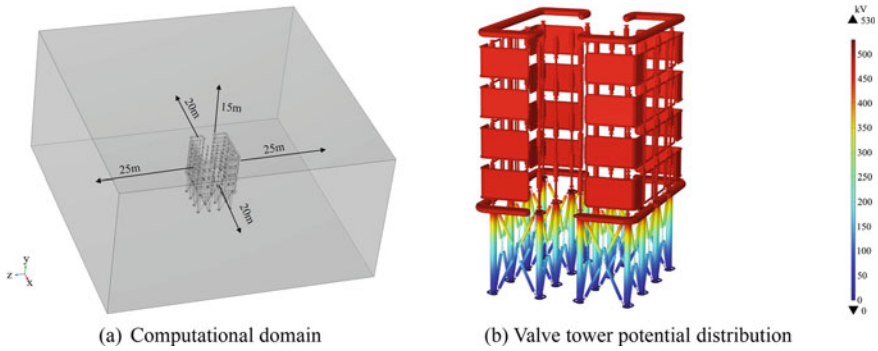 20m
15m
25m
25m
20m
y
z
x
(a) Computational domain
kV
▲ 530
500
450
400
350
300
250
200
150
100
50
0
▼ 0
(b) Valve tower potential distribution